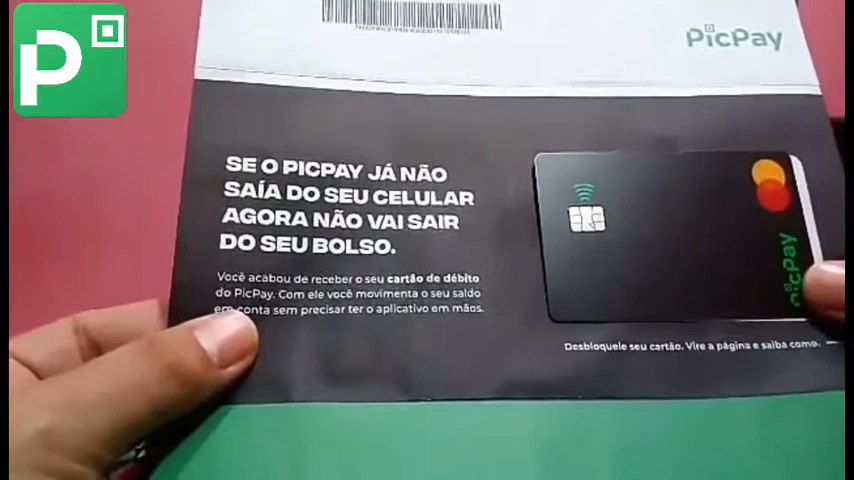 P
PicPay
SE O PICPAY JÁ NÃO
SAÍA DO SEU CELULAR
AGORA NÃO VAI SAIR
DO SEU BOLSO.
Você acabou de receber o seu cartão de débito
do PicPay. Com ele você movimenta o seu saldo
em conta sem precisar ter o aplicativo em mãos.
PicPay
Desbloqueie seu cartão. Vire a página e saiba como.